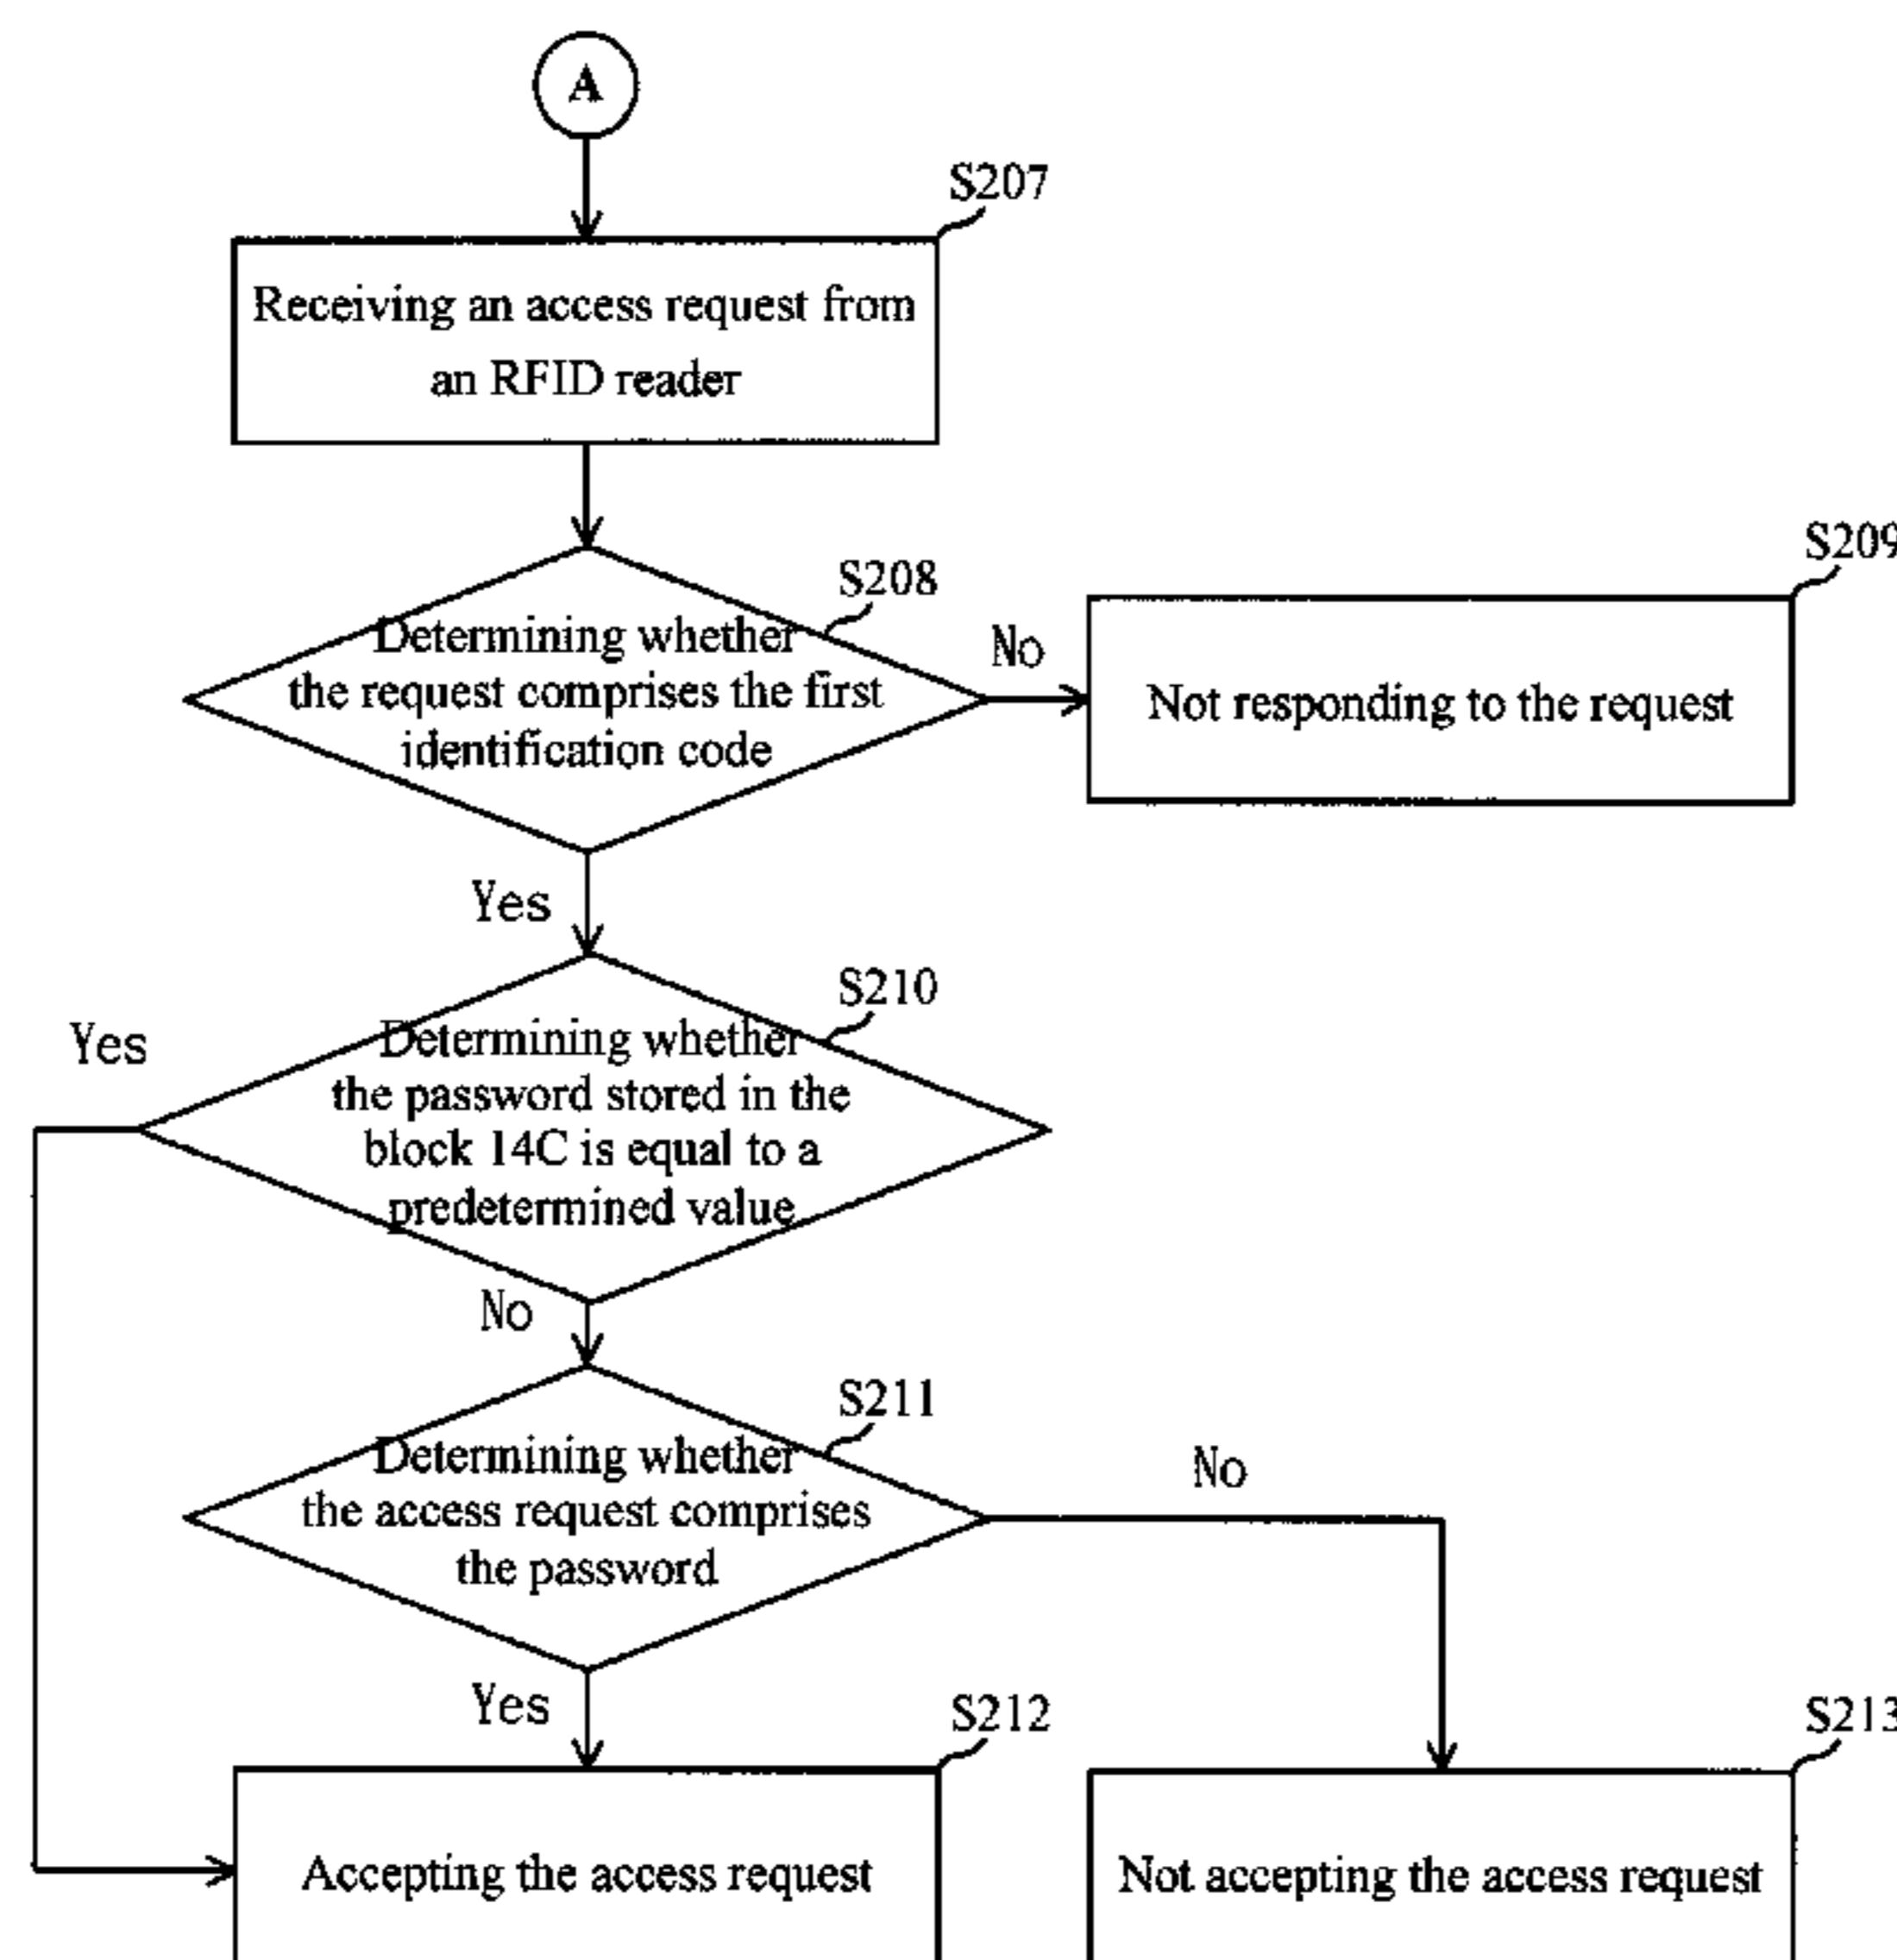 A
S207
Receiving an access request from
an RFID reader
S208
Determining whether
the request comprises the first
identification code
No
S209
Not responding to the request
Yes
S210
Yes
Determining whether
the password stored in the
block 14C is equal to a
predetermined value
No
S211
Determining whether
the access request comprises
the password
No
Yes
S212
Accepting the access request
S213
Not accepting the access request